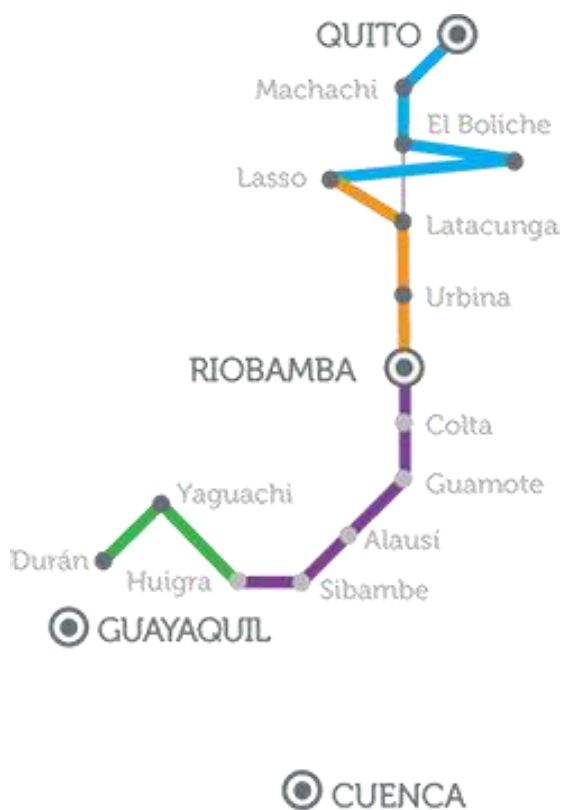 QUITO
Machachi
El Boliche
Lasso
Latacunga
Urbina
RIOBAMBA
Colta
Guamote
Yaguachi
Alausí
Durán
Huigra
Sibambe
GUAYAQUIL
CUENCA